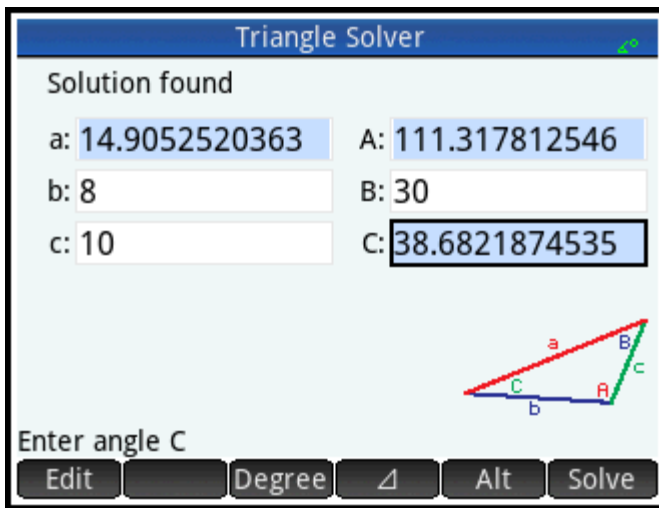 Triangle Solver
Solution found
a: 14.9052520363 A: 111.317812546
b: 8 B: 30
c: 10 C: 38.6821874535
a B
c
C A
b
Enter angle C
Edit Degree ⊿ Alt Solve